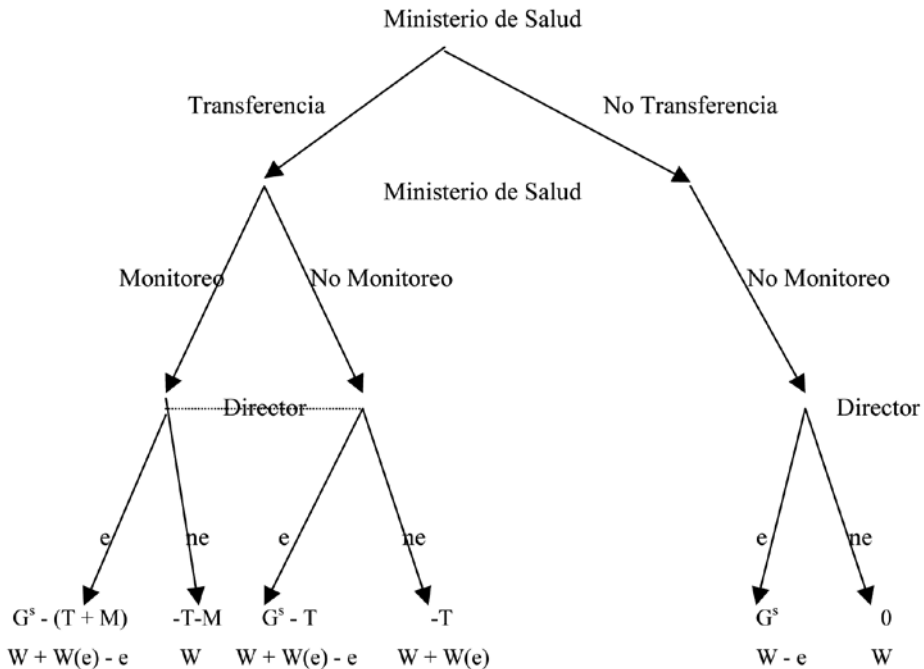 Ministerio de Salud
Transferencia No Transferencia
Ministerio de Salud
Monitoreo No Monitoreo No Monitoreo
Director Director
e ne e ne e ne
Gˢ - (T + M) -T-M Gˢ - T -T Gˢ 0
W + W(e) - e W W + W(e) - e W + W(e) W - e W